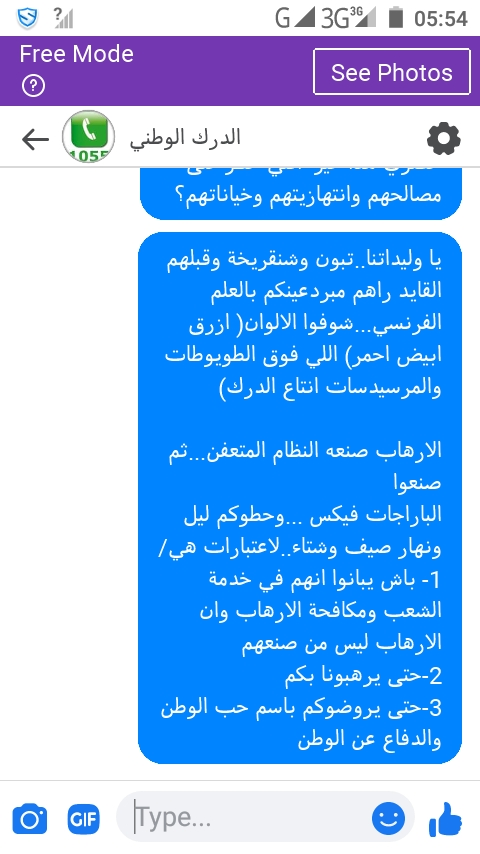 G 3G 3G 05:54
Free Mode
?
See Photos
الدرك الوطني
1055
مصالحهم وانتهازيتهم وخياناتهم؟
يا وليداتنا..تبون وشنقريخة وقبلهم
القايد راهم مبردعينكم بالعلم
الفرنسي...شوفوا الالوان( ازرق
ابيض احمر) اللي فوق الطويوطات
والمرسيدسات انتاع الدرك)
الارهاب صنعه النظام المتعفن...ثم
صنعوا
الباراجات فيكس ...وحطوكم ليل
ونهار صيف وشتاء..لاعتبارات هي/
1- باش يبانوا انهم في خدمة
الشعب ومكافحة الارهاب وان
الارهاب ليس من صنعهم
2-حتى يرهبونا بكم
3-حتى يروضوكم باسم حب الوطن
والدفاع عن الوطن
GIF
Type...